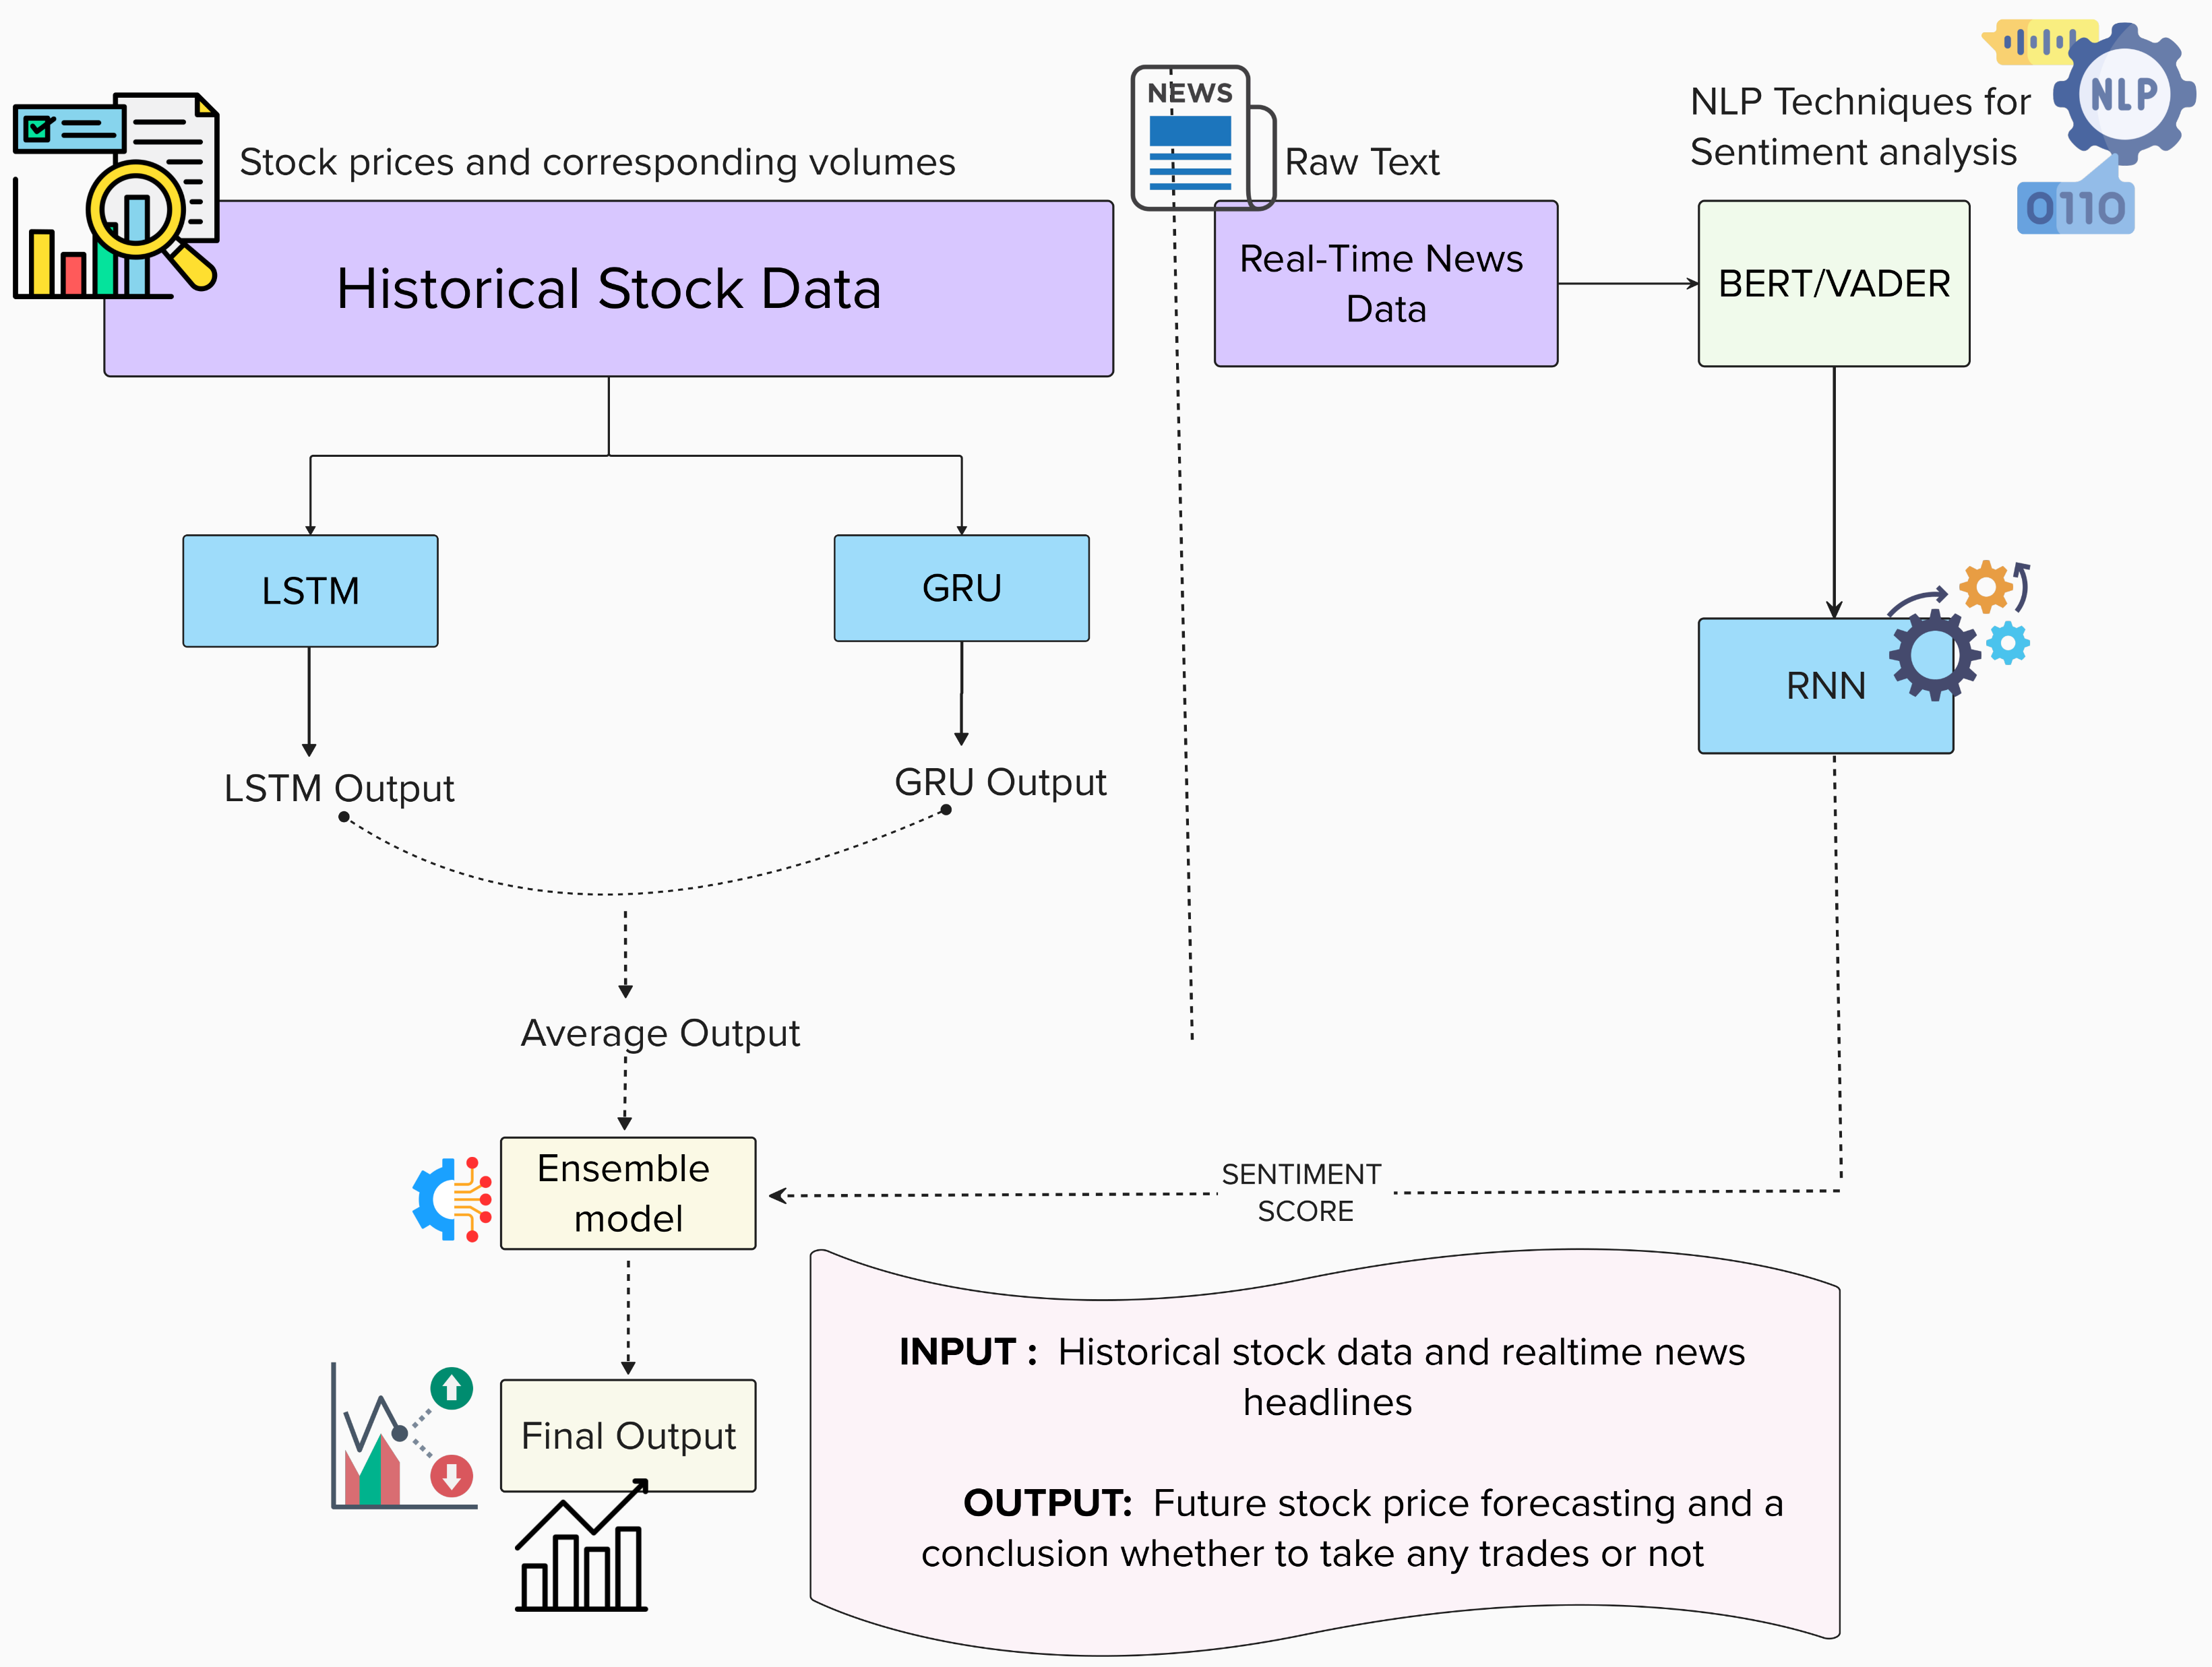 NLP
NEWS
NLP Techniques for
Sentiment analysis
Stock prices and corresponding volumes
Raw Text
0110
Historical Stock Data
Real-Time News
Data
BERT/VADER
LSTM
GRU
RNN
LSTM Output
GRU Output
Average Output
Ensemble
model
SENTIMENT
SCORE
INPUT : Historical stock data and realtime news
headlines
Final Output
OUTPUT: Future stock price forecasting and a
conclusion whether to take any trades or not